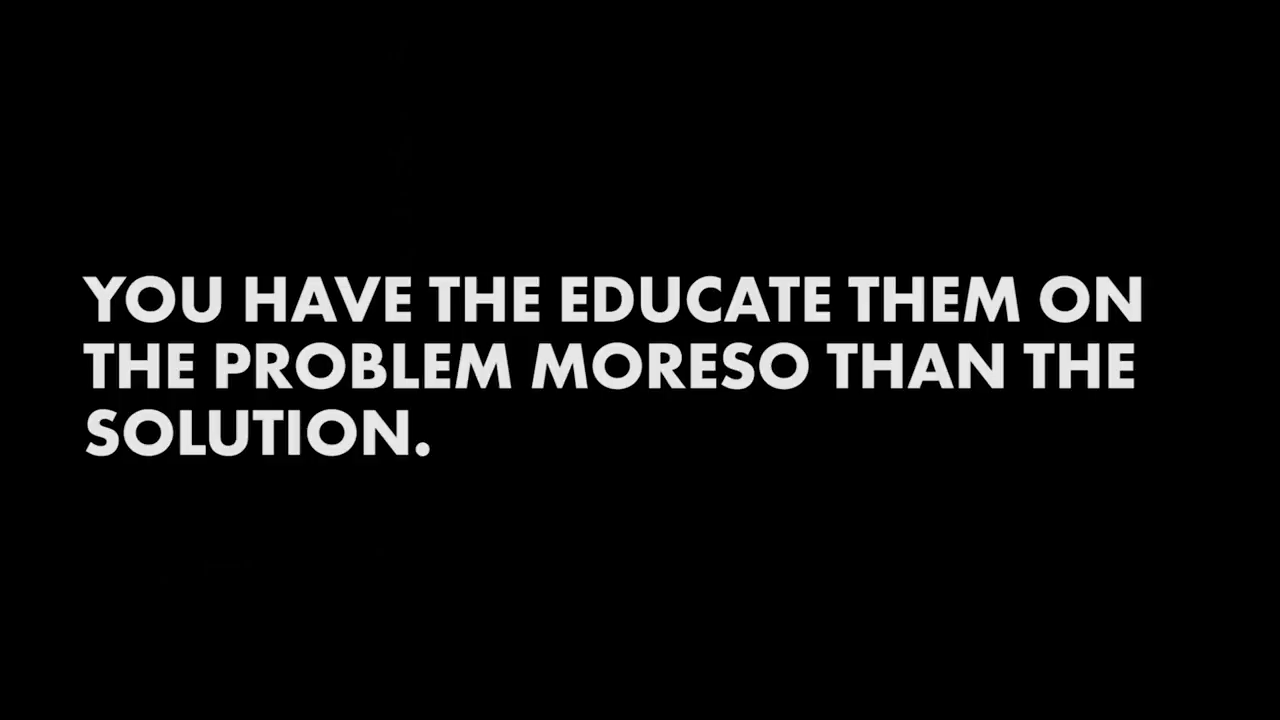 YOU HAVE THE EDUCATE THEM ON
THE PROBLEM MORESO THAN THE
SOLUTION.